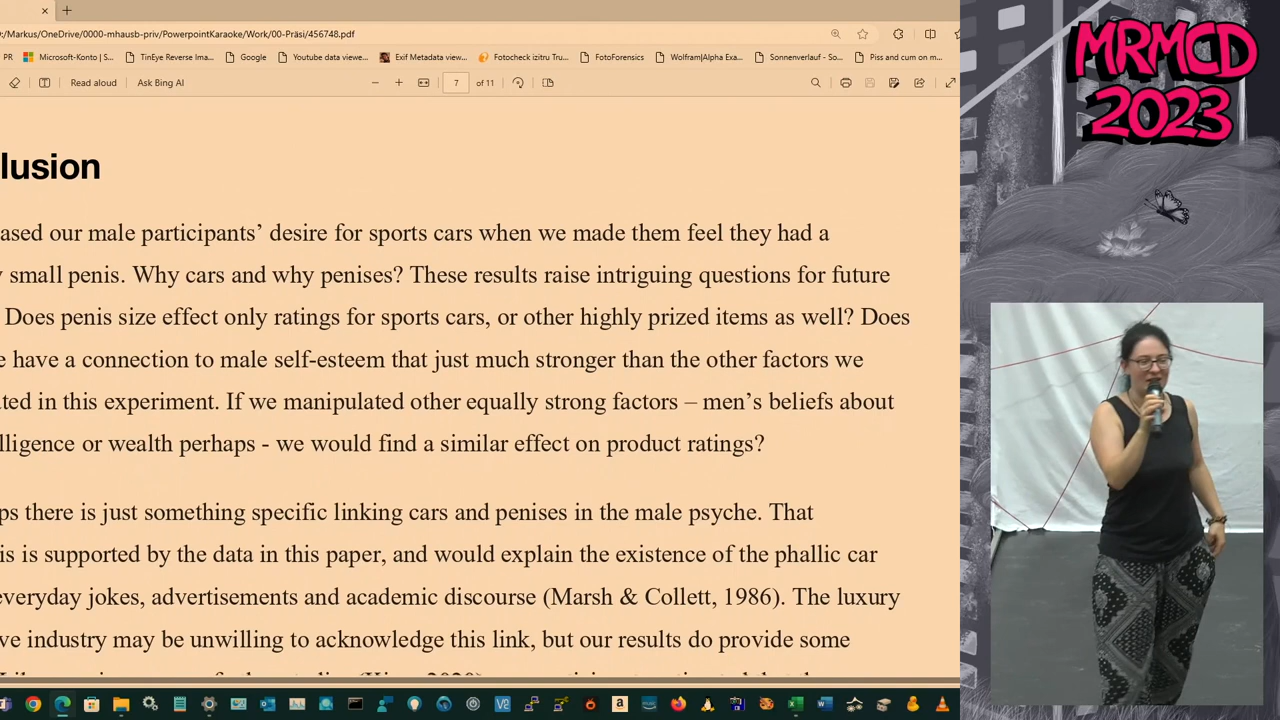 :/Markus/OneDrive/0000-mhausb-priv/PowerpointKaraoke/Work/00-Präsi/456748.pdf
PR Microsoft-Konto | S... TinEye Reverse Ima... Google Youtube data viewe... Exif Metadata view... Fotocheck izitru Tru... FotoForensics Wolfram|Alpha Exa... Sonnenverlauf - So... Piss and cum on m...
Read aloud Ask Bing AI 7 of 11
MRMCD
2023
lusion
ased our male participants’ desire for sports cars when we made them feel they had a
y small penis. Why cars and why penises? These results raise intriguing questions for future
Does penis size effect only ratings for sports cars, or other highly prized items as well? Does
e have a connection to male self-esteem that just much stronger than the other factors we
ted in this experiment. If we manipulated other equally strong factors – men’s beliefs about
lligence or wealth perhaps - we would find a similar effect on product ratings?
ps there is just something specific linking cars and penises in the male psyche. That
is is supported by the data in this paper, and would explain the existence of the phallic car
everyday jokes, advertisements and academic discourse (Marsh & Collett, 1986). The luxury
ve industry may be unwilling to acknowledge this link, but our results do provide some